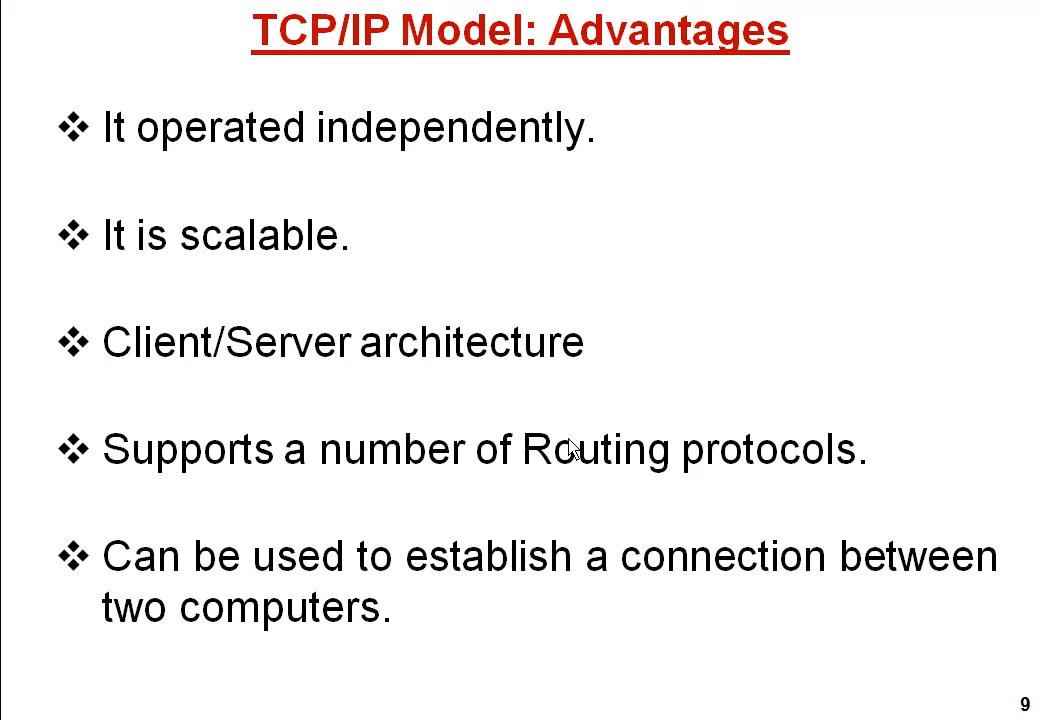 TCP/IP Model: Advantages
❖ It operated independently.
❖ It is scalable.
❖ Client/Server architecture
❖ Supports a number of Routing protocols.
❖ Can be used to establish a connection between
two computers.
9